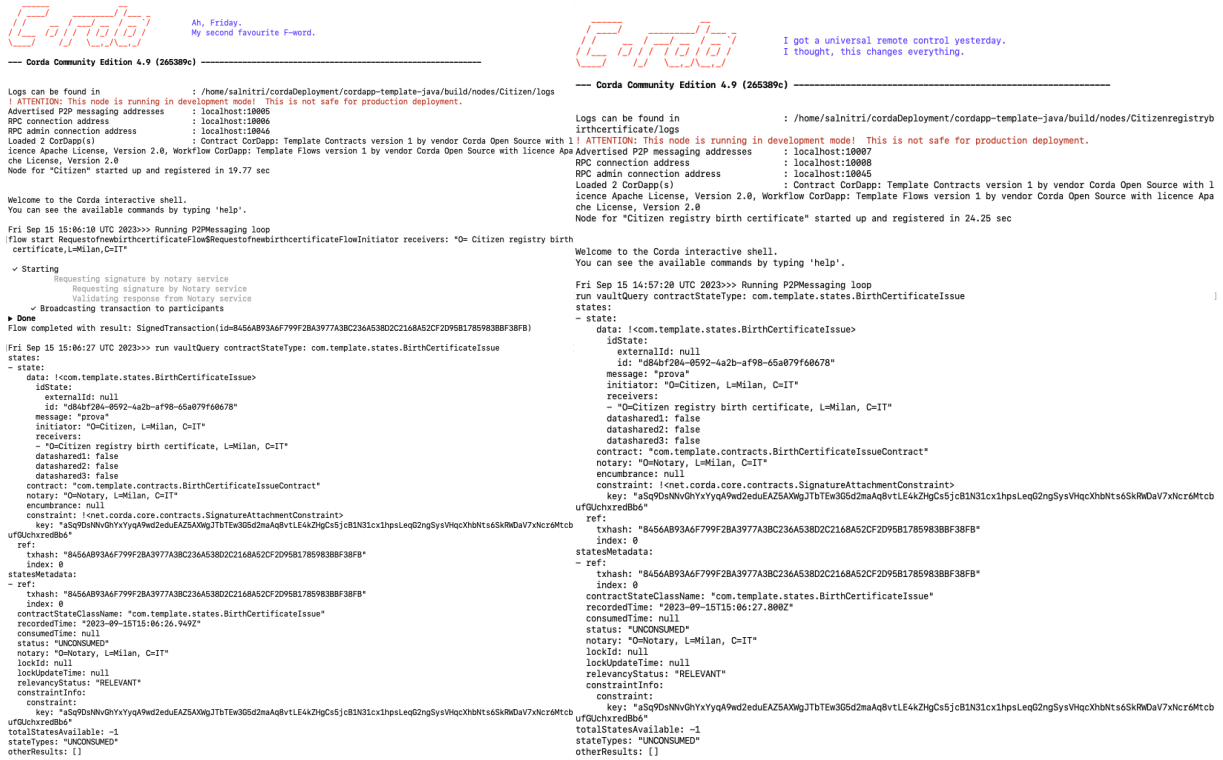 Ah, Friday.
My second favourite F-word.
--- Corda Community Edition 4.9 (265389c) -------------------------------------------------------------
Logs can be found in                    : /home/salnitri/cordaDeployment/cordapp-template-java/build/nodes/Citizen/logs
! ATTENTION: This node is running in development mode!  This is not safe for production deployment.
Advertised P2P messaging addresses      : localhost:10005
RPC connection address                  : localhost:10006
RPC admin connection address            : localhost:10046
Loaded 2 CorDapp(s)                     : Contract CorDapp: Template Contracts version 1 by vendor Corda Open Source with l
icence Apache License, Version 2.0, Workflow CorDapp: Template Flows version 1 by vendor Corda Open Source with licence Apa
che License, Version 2.0
Node for "Citizen" started up and registered in 19.77 sec
Welcome to the Corda interactive shell.
You can see the available commands by typing 'help'.
Fri Sep 15 15:06:10 UTC 2023>>> Running P2PMessaging loop
flow start RequestofnewbirthcertificateFlow$RequestofnewbirthcertificateFlowInitiator receivers: "O= Citizen registry birth
certificate,L=Milan,C=IT"
✓ Starting
Requesting signature by notary service
Requesting signature by Notary service
Validating response from Notary service
✓ Broadcasting transaction to participants
▶ Done
Flow completed with result: SignedTransaction(id=8456AB93A6F799F2BA3977A3BC236A538D2C2168A52CF2D95B1785983BBF38FB)
Fri Sep 15 15:06:27 UTC 2023>>> run vaultQuery contractStateType: com.template.states.BirthCertificateIssue
states:
- state:
data: !<com.template.states.BirthCertificateIssue>
idState:
externalId: null
id: "d84bf204-0592-4a2b-af98-65a079f60678"
message: "prova"
initiator: "O=Citizen, L=Milan, C=IT"
receivers:
- "O=Citizen registry birth certificate, L=Milan, C=IT"
datashared1: false
datashared2: false
datashared3: false
contract: "com.template.contracts.BirthCertificateIssueContract"
notary: "O=Notary, L=Milan, C=IT"
encumbrance: null
constraint: !<net.corda.core.contracts.SignatureAttachmentConstraint>
key: "aSq9DsNNvGhYxYyqA9wd2eduEAZ5AXWgJTbTEw3G5d2maAq8vtLE4kZHgCs5jcB1N31cx1hpsLeqG2ngSysVHqcXhbNts6SkRWDaV7xNcr6Mtcb
ufGUchxredBb6"
ref:
txhash: "8456AB93A6F799F2BA3977A3BC236A538D2C2168A52CF2D95B1785983BBF38FB"
index: 0
statesMetadata:
- ref:
txhash: "8456AB93A6F799F2BA3977A3BC236A538D2C2168A52CF2D95B1785983BBF38FB"
index: 0
contractStateClassName: "com.template.states.BirthCertificateIssue"
recordedTime: "2023-09-15T15:06:26.949Z"
consumedTime: null
status: "UNCONSUMED"
notary: "O=Notary, L=Milan, C=IT"
lockId: null
lockUpdateTime: null
relevancyStatus: "RELEVANT"
constraintInfo:
constraint:
key: "aSq9DsNNvGhYxYyqA9wd2eduEAZ5AXWgJTbTEw3G5d2maAq8vtLE4kZHgCs5jcB1N31cx1hpsLeqG2ngSysVHqcXhbNts6SkRWDaV7xNcr6Mtcb
ufGUchxredBb6"
totalStatesAvailable: -1
stateTypes: "UNCONSUMED"
otherResults: []
I got a universal remote control yesterday.
I thought, this changes everything.
--- Corda Community Edition 4.9 (265389c) -------------------------------------------------------------
Logs can be found in                    : /home/salnitri/cordaDeployment/cordapp-template-java/build/nodes/Citizenregistryb
irthcertificate/logs
! ATTENTION: This node is running in development mode!  This is not safe for production deployment.
Advertised P2P messaging addresses      : localhost:10007
RPC connection address                  : localhost:10008
RPC admin connection address            : localhost:10045
Loaded 2 CorDapp(s)                     : Contract CorDapp: Template Contracts version 1 by vendor Corda Open Source with l
icence Apache License, Version 2.0, Workflow CorDapp: Template Flows version 1 by vendor Corda Open Source with licence Apa
che License, Version 2.0
Node for "Citizen registry birth certificate" started up and registered in 24.25 sec
Welcome to the Corda interactive shell.
You can see the available commands by typing 'help'.
Fri Sep 15 14:57:20 UTC 2023>>> Running P2PMessaging loop
run vaultQuery contractStateType: com.template.states.BirthCertificateIssue
states:
- state:
data: !<com.template.states.BirthCertificateIssue>
idState:
externalId: null
id: "d84bf204-0592-4a2b-af98-65a079f60678"
message: "prova"
initiator: "O=Citizen, L=Milan, C=IT"
receivers:
- "O=Citizen registry birth certificate, L=Milan, C=IT"
datashared1: false
datashared2: false
datashared3: false
contract: "com.template.contracts.BirthCertificateIssueContract"
notary: "O=Notary, L=Milan, C=IT"
encumbrance: null
constraint: !<net.corda.core.contracts.SignatureAttachmentConstraint>
key: "aSq9DsNNvGhYxYyqA9wd2eduEAZ5AXWgJTbTEw3G5d2maAq8vtLE4kZHgCs5jcB1N31cx1hpsLeqG2ngSysVHqcXhbNts6SkRWDaV7xNcr6Mtcb
ufGUchxredBb6"
ref:
txhash: "8456AB93A6F799F2BA3977A3BC236A538D2C2168A52CF2D95B1785983BBF38FB"
index: 0
statesMetadata:
- ref:
txhash: "8456AB93A6F799F2BA3977A3BC236A538D2C2168A52CF2D95B1785983BBF38FB"
index: 0
contractStateClassName: "com.template.states.BirthCertificateIssue"
recordedTime: "2023-09-15T15:06:27.800Z"
consumedTime: null
status: "UNCONSUMED"
notary: "O=Notary, L=Milan, C=IT"
lockId: null
lockUpdateTime: null
relevancyStatus: "RELEVANT"
constraintInfo:
constraint:
key: "aSq9DsNNvGhYxYyqA9wd2eduEAZ5AXWgJTbTEw3G5d2maAq8vtLE4kZHgCs5jcB1N31cx1hpsLeqG2ngSysVHqcXhbNts6SkRWDaV7xNcr6Mtcb
ufGUchxredBb6"
totalStatesAvailable: -1
stateTypes: "UNCONSUMED"
otherResults: []